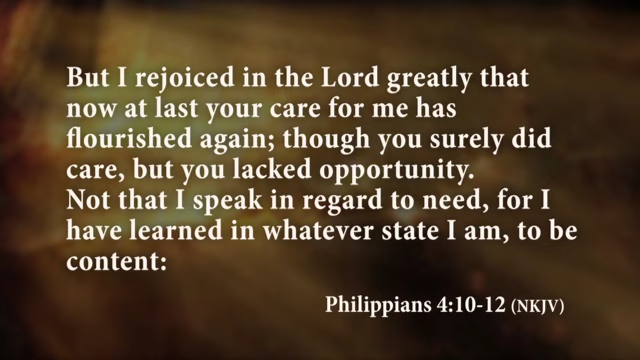 But I rejoiced in the Lord greatly that
now at last your care for me has
flourished again; though you surely did
care, but you lacked opportunity.
Not that I speak in regard to need, for I
have learned in whatever state I am, to be
content:
Philippians 4:10-12 (NKJV)